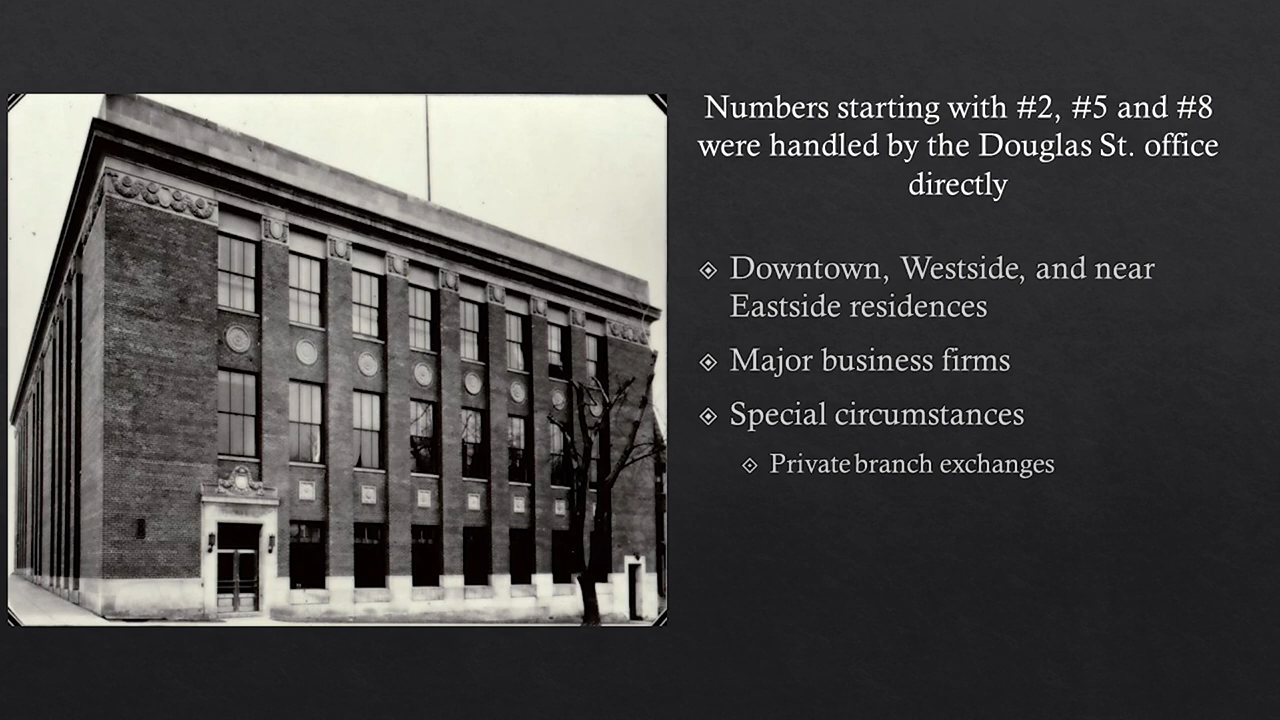 Numbers starting with #2, #5 and #8
were handled by the Douglas St. office
directly
Downtown, Westside, and near
Eastside residences
Major business firms
Special circumstances
Private branch exchanges